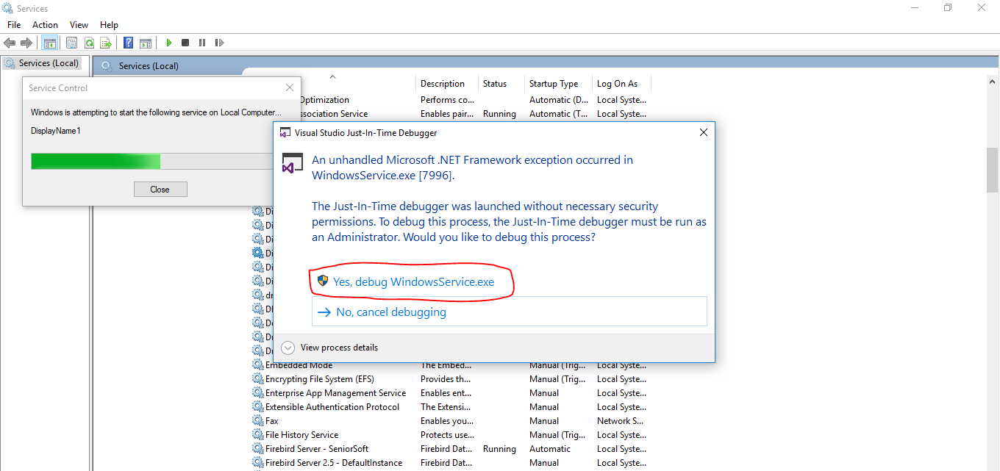 Services
File Action View Help
Services (Local)
Services (Local)
Service Control
Windows is attempting to start the following service on Local Computer...
DisplayName1
Close
Description Status Startup Type Log On As
Optimization Performs co... Automatic (D... Local Syste...
ssociation Service Enables pair... Running Automatic (T... Local Syste...
Visual Studio Just-In-Time Debugger
An unhandled Microsoft .NET Framework exception occurred in
WindowsService.exe [7996].
The Just-In-Time debugger was launched without necessary security
permissions. To debug this process, the Just-In-Time debugger must be run as
an Administrator. Would you like to debug this process?
Yes, debug WindowsService.exe
No, cancel debugging
View process details
Di
Di
Di
Di
Di
Di
dr
De
Embedded Mode The Embed... Manual (Trig... Local Syste...
Encrypting File System (EFS) Provides th... Manual (Trig... Local Syste...
Enterprise App Management Service Enables ent... Manual Local Syste...
Extensible Authentication Protocol The Extensi... Manual Local Syste...
Fax Enables you... Manual Network S...
File History Service Protects use... Manual (Trig... Local Syste...
Firebird Server - SeniorSoft Firebird Dat... Running Automatic Local Syste...
Firebird Server 2.5 - DefaultInstance Firebird Dat... Manual Local Syste...